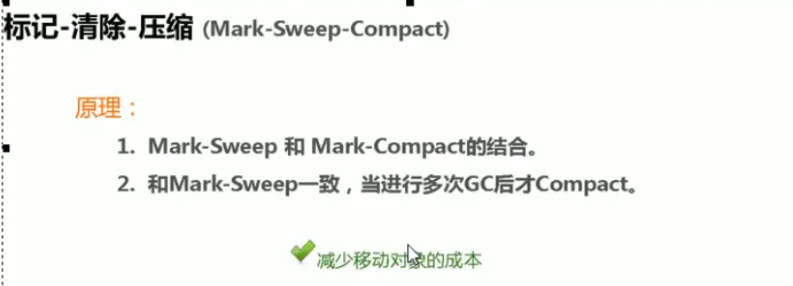 标记-清除-压缩 (Mark-Sweep-Compact)
原理：
1. Mark-Sweep 和 Mark-Compact的结合。
2. 和Mark-Sweep一致，当进行多次GC后才Compact。
减少移动对象的成本